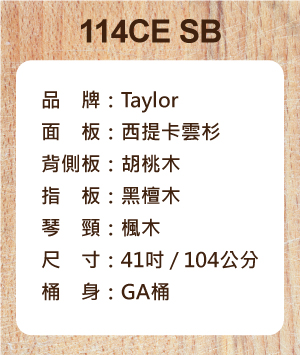 114CE SB
品　牌：Taylor
面　板：西提卡雲杉
背側板：胡桃木
指　板：黑檀木
琴　頸：楓木
尺　寸：41吋 / 104公分
桶　身：GA桶